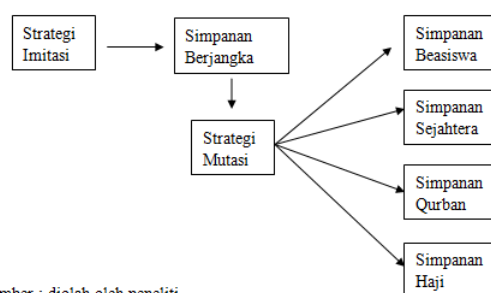 Strategi
Imitasi
Simpanan
Berjangka
Strategi
Mutasi
Simpanan
Beasiswa
Simpanan
Sejahtera
Simpanan
Qurban
Simpanan
Haji
: diolah oleh peneliti